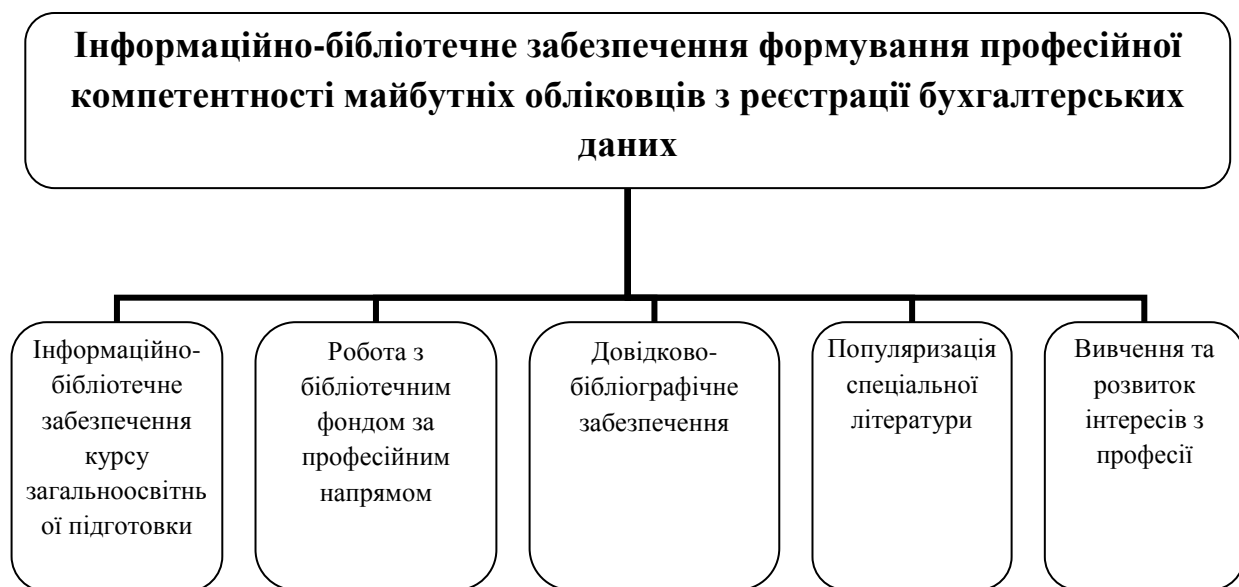 Інформаційно-бібліотечне забезпечення формування професійної
компетентності майбутніх обліковців з реєстрації бухгалтерських
даних
Інформаційно-
бібліотечне
забезпечення
курсу
загальноосвітнь
ої підготовки
Робота з
бібліотечним
фондом за
професійним
напрямом
Довідково-
бібліографічне
забезпечення
Популяризація
спеціальної
літератури
Вивчення та
розвиток
інтересів з
професії